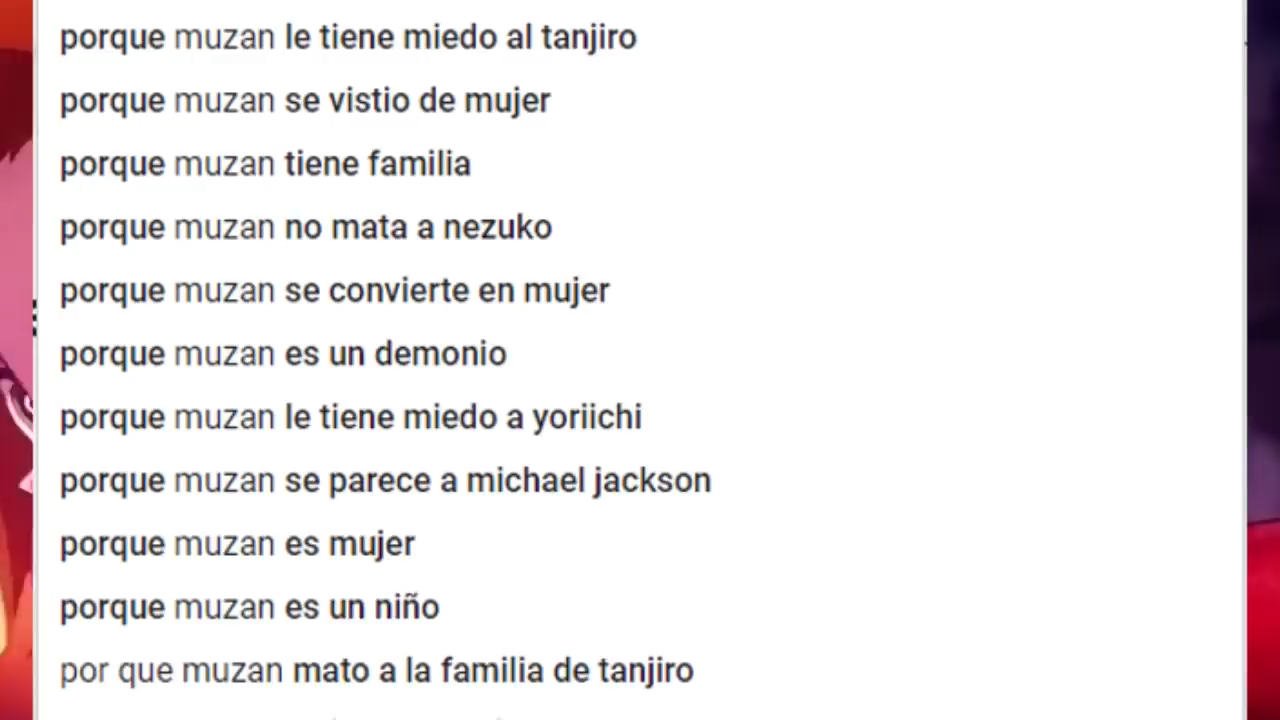 porque muzan le tiene miedo al tanjiro
porque muzan se vistio de mujer
porque muzan tiene familia
porque muzan no mata a nezuko
porque muzan se convierte en mujer
porque muzan es un demonio
porque muzan le tiene miedo a yoriichi
porque muzan se parece a michael jackson
porque muzan es mujer
porque muzan es un niño
por que muzan mato a la familia de tanjiro